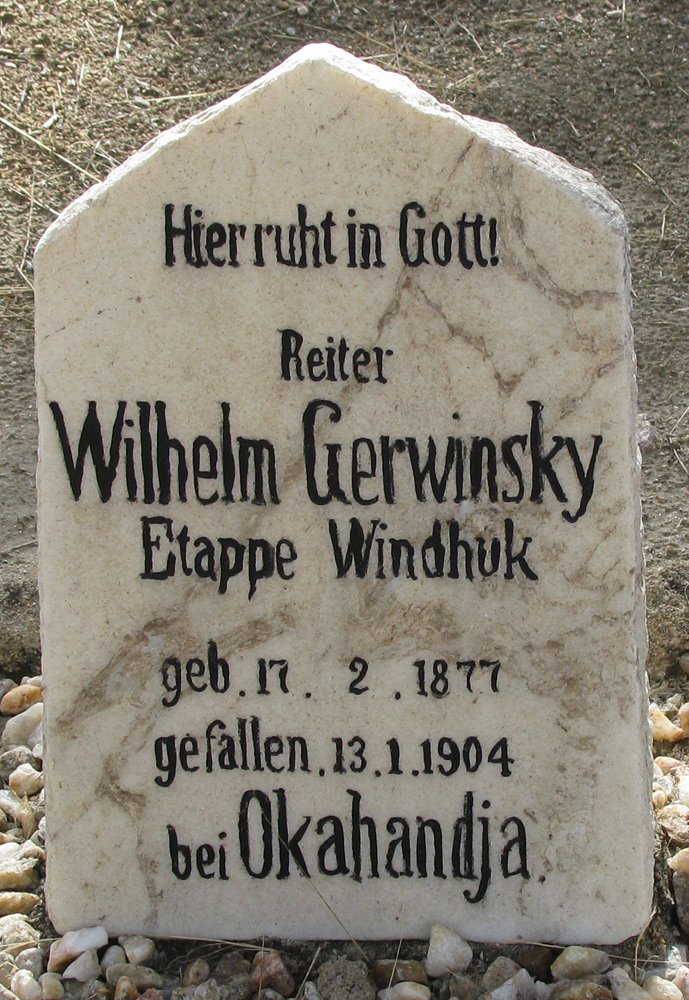 Hier ruht in Gott!
Reiter
Wilhelm Gerwinsky
Etappe Windhuk
geb. 17. 2. 1877
gefallen. 13.1.1904
bei Okahandja.